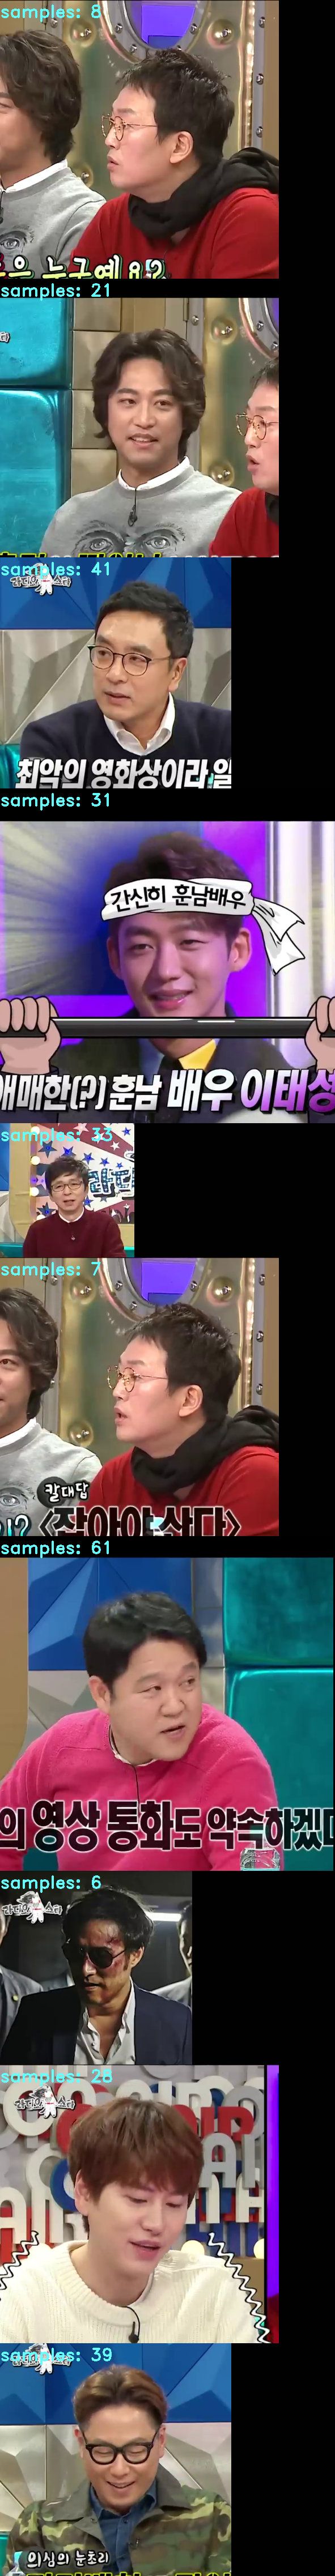 samples: 8
은 누구예요?
samples: 21
samples: 41
라디오스타
최악의 영화상이라 일
samples: 31
간신히 훈남배우
애매한(?) 훈남 배우 이태성
samples: 33
samples: 7
칼대답
<잡아야 산다>
samples: 61
의 영상 통화도 약속하겠다
samples: 6
라디오스타
samples: 28
라디오스타
samples: 39
의심의 눈초리